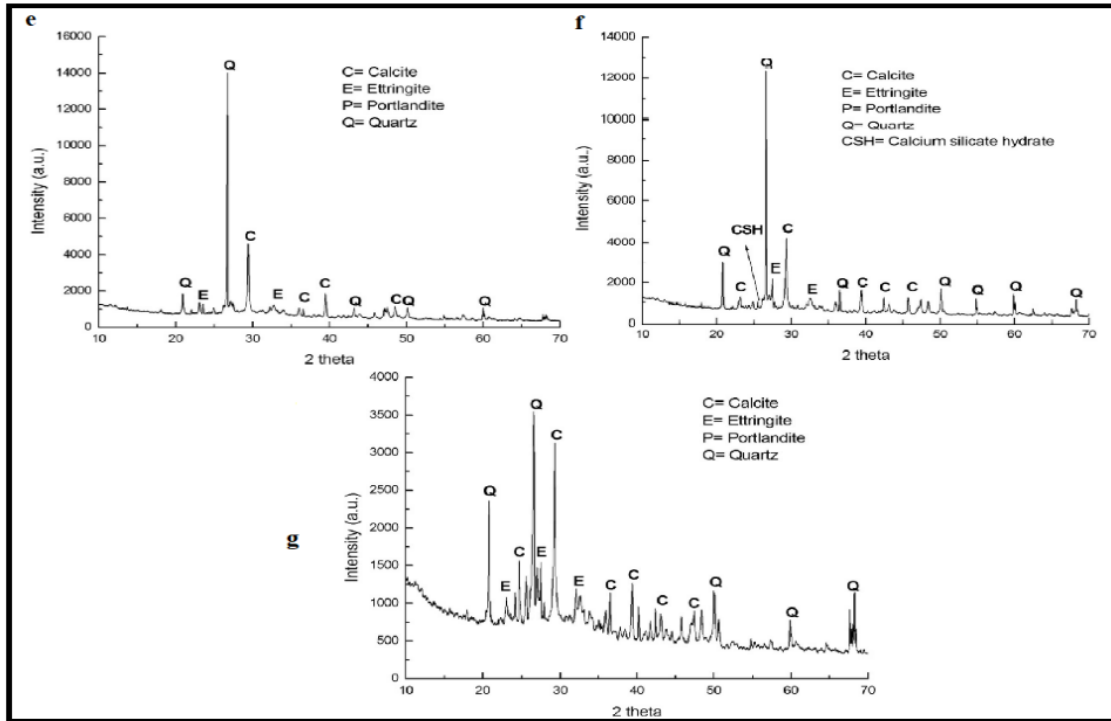 e
16000
14000
12000
10000
8000
6000
4000
2000
0
Intensity (a.u.)
C= Calcite
E= Ettringite
P= Portlandite
Q= Quartz
Q
Q
E
C
E
C
C
Q
C
Q
Q
10 20 30 40 50 60 70
2 theta
f
14000
12000
10000
8000
6000
4000
2000
0
Intensity (a.u.)
C= Calcite
E= Ettringite
P= Portlandite
Q= Quartz
CSH= Calcium silicate hydrate
Q
C
CSH
Q
E
C
E
Q
C
C
C
Q
Q
Q
Q
10 20 30 40 50 60 70
2 theta
g
4000
3500
3000
2500
2000
1500
1000
500
0
Intensity (a.u.)
C= Calcite
E= Ettringite
P= Portlandite
Q= Quartz
Q
E
C
Q
E
C
E
C
C
C
C
Q
Q
Q
10 20 30 40 50 60 70
2 theta